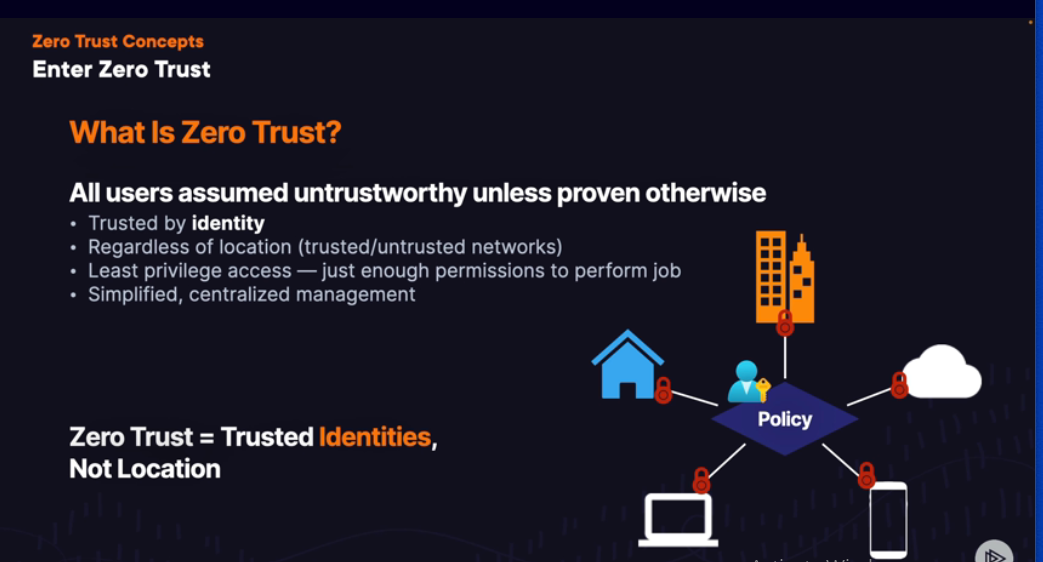 Zero Trust Concepts
Enter Zero Trust
What Is Zero Trust?
All users assumed untrustworthy unless proven otherwise
• Trusted by identity
• Regardless of location (trusted/untrusted networks)
• Least privilege access — just enough permissions to perform job
• Simplified, centralized management
Policy
Zero Trust = Trusted Identities,
Not Location